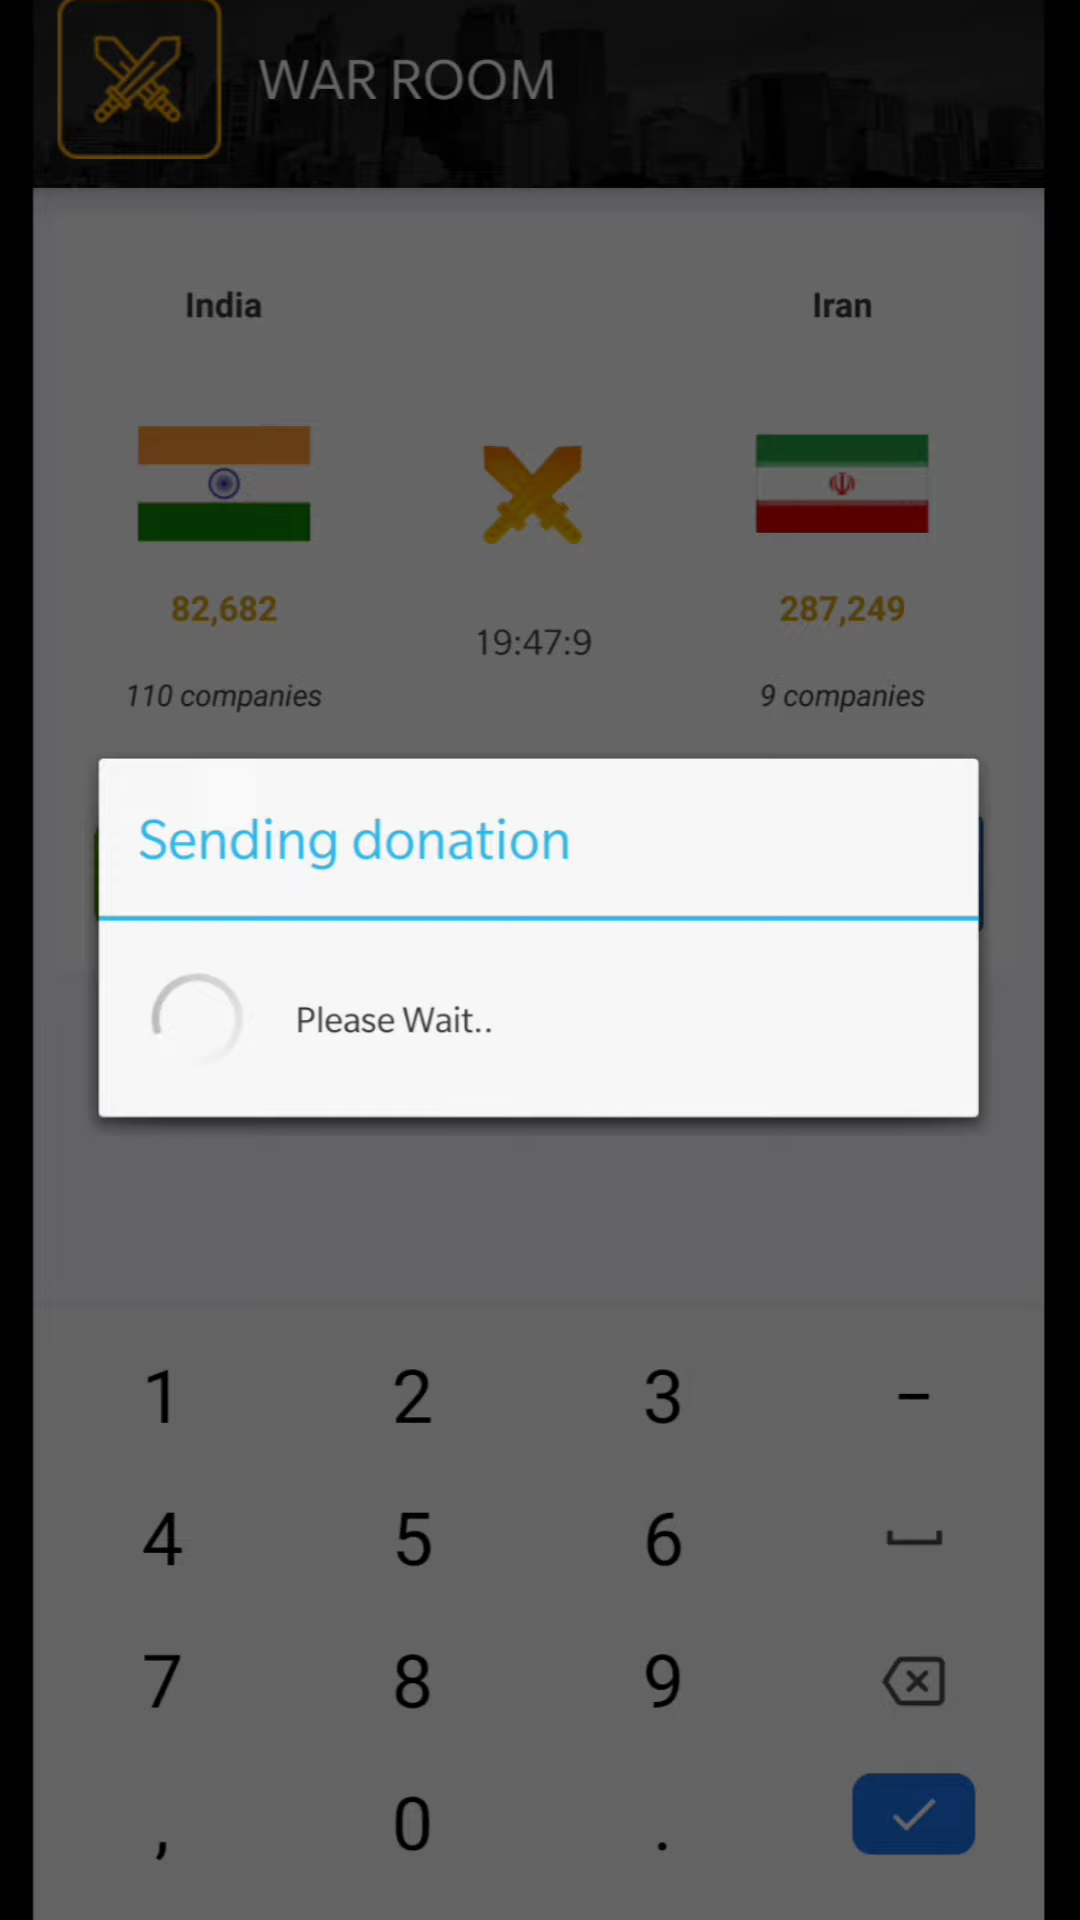 WAR ROOM
India Iran
82,682 287,249
19:47:9
110 companies 9 companies
Sending donation
Please Wait..
1 2 3 –
4 5 6
7 8 9
, 0 .